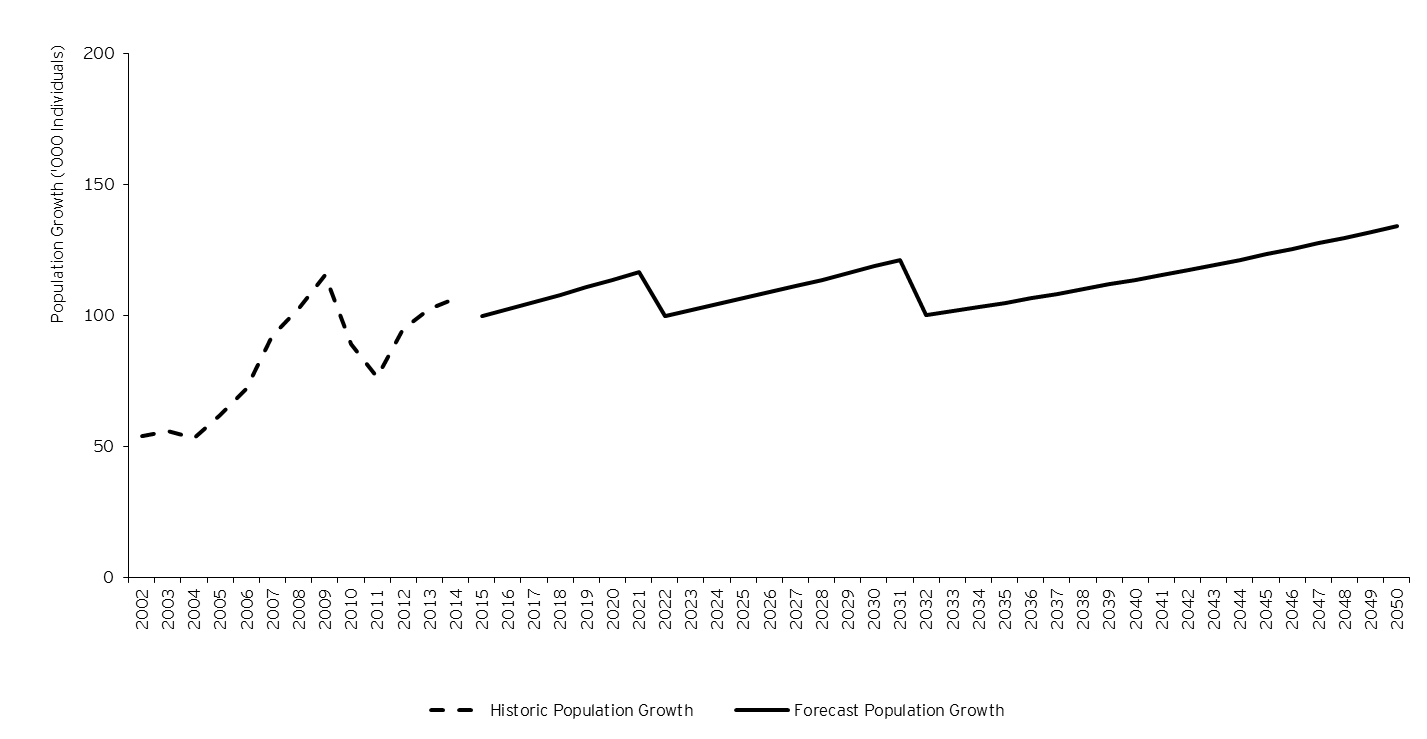 Population Growth ('000 Individuals)
200
150
100
50
0
2002 2003 2004 2005 2006 2007 2008 2009 2010 2011 2012 2013 2014 2015 2016 2017 2018 2019 2020 2021 2022 2023 2024 2025 2026 2027 2028 2029 2030 2031 2032 2033 2034 2035 2036 2037 2038 2039 2040 2041 2042 2043 2044 2045 2046 2047 2048 2049 2050
Historic Population Growth Forecast Population Growth